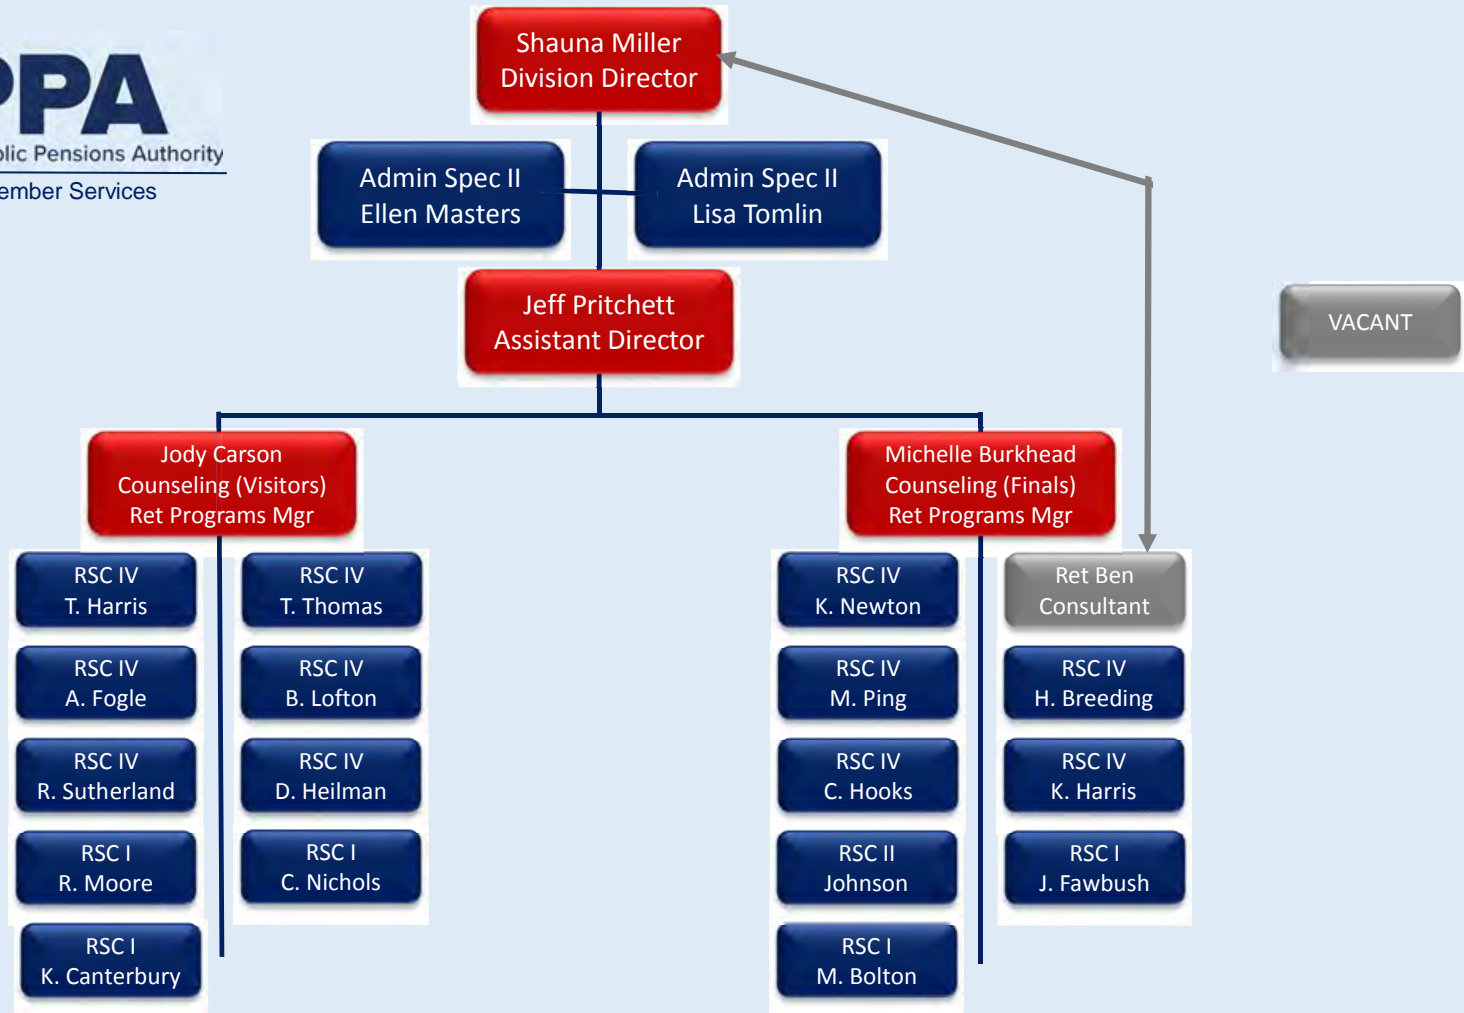 PPA
blic Pensions Authority
ember Services
Shauna Miller
Division Director
Admin Spec II
Ellen Masters
Admin Spec II
Lisa Tomlin
Jeff Pritchett
Assistant Director
VACANT
Jody Carson
Counseling (Visitors)
Ret Programs Mgr
RSC IV
T. Harris
RSC IV
T. Thomas
RSC IV
A. Fogle
RSC IV
B. Lofton
RSC IV
R. Sutherland
RSC IV
D. Heilman
RSC I
R. Moore
RSC I
C. Nichols
RSC I
K. Canterbury
Michelle Burkhead
Counseling (Finals)
Ret Programs Mgr
RSC IV
K. Newton
Ret Ben
Consultant
RSC IV
M. Ping
RSC IV
H. Breeding
RSC IV
C. Hooks
RSC IV
K. Harris
RSC II
Johnson
RSC I
J. Fawbush
RSC I
M. Bolton